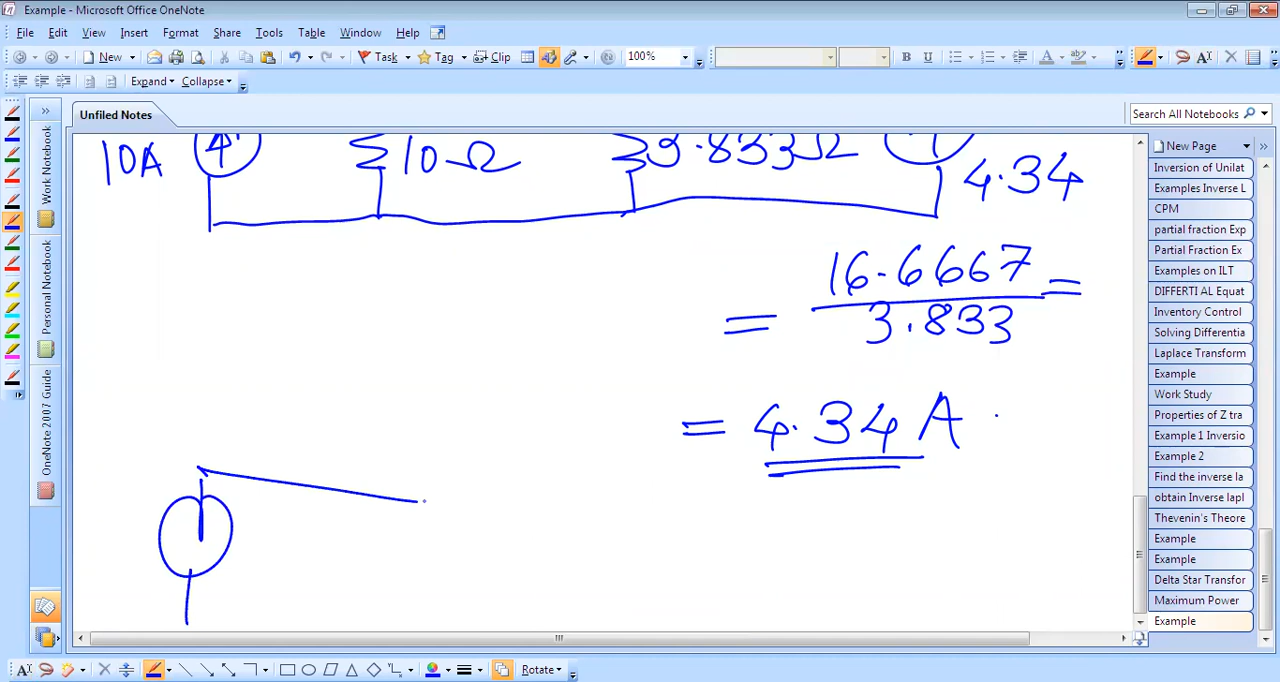 Example - Microsoft Office OneNote
File Edit View Insert Format Share Tools Table Window Help
New Task Tag Clip 100% B U A ab A
Expand Collapse
Unfiled Notes
Search All Notebooks
Work Notebook
Personal Notebook
OneNote 2007 Guide
10A 10 Ω 3.833 Ω 4.34
= 16.6667 =
3.833
= 4.34 A
New Page
Inversion of Unilat
Examples Inverse L
CPM
partial fraction Exp
Partial Fraction Ex
Examples on ILT
DIFFERTI AL Equat
Inventory Control
Solving Differentia
Laplace Transform
Example
Work Study
Properties of Z tra
Example 1 Inversio
Example 2
Find the inverse la
obtain Inverse lapl
Thevenin's Theore
Example
Example
Delta Star Transfor
Maximum Power
Example
A Rotate